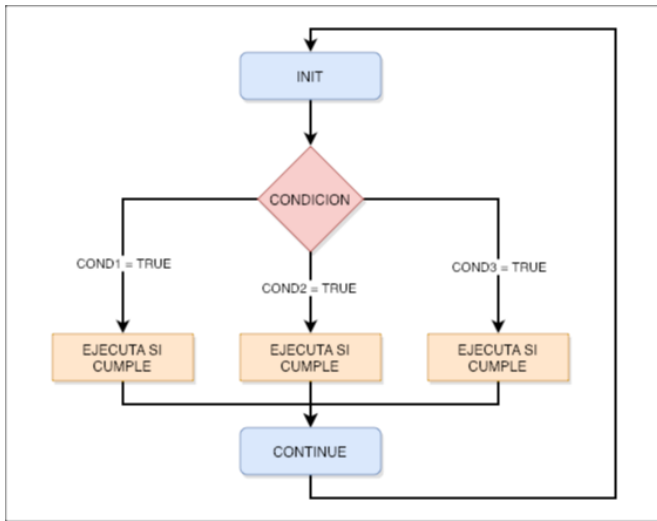 INIT
CONDICION
COND1 = TRUE
COND2 = TRUE
COND3 = TRUE
EJECUTA SI
CUMPLE
EJECUTA SI
CUMPLE
EJECUTA SI
CUMPLE
CONTINUE